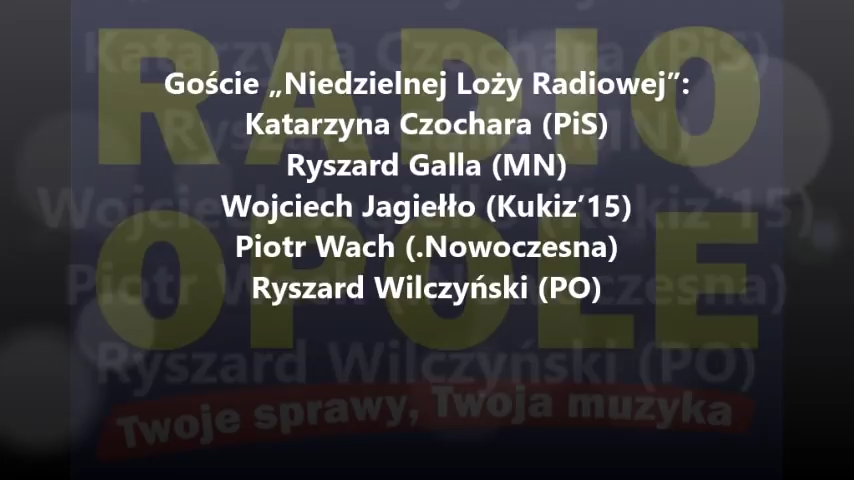 Goście „Niedzielnej Loży Radiowej”:
Katarzyna Czochara (PiS)
Ryszard Galla (MN)
Wojciech Jagiełło (Kukiz’15)
Piotr Wach (.Nowoczesna)
Ryszard Wilczyński (PO)
RADIO
OPOLE
Twoje sprawy, Twoja muzyka